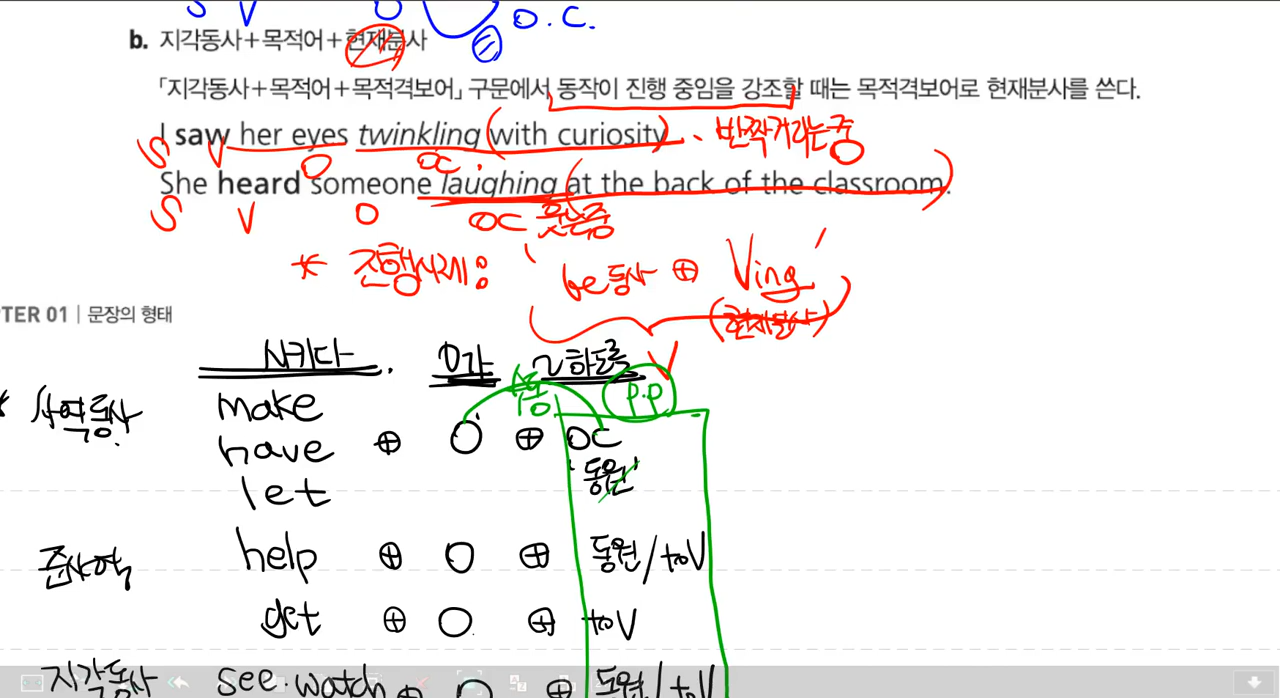 S V O O.C.
b. 지각동사+목적어+현재분사
「지각동사+목적어+목적격보어」 구문에서 동작이 진행 중임을 강조할 때는 목적격보어로 현재분사를 쓴다.
I saw her eyes twinkling (with curiosity). 반짝거리는중
S V O OC
She heard someone laughing (at the back of the classroom).
S V O OC 웃는중
* 진행시제: 'be동사 ⊕ Ving'
(현재분사)
TER 01 | 문장의 형태
시키다. O가 ~하도록
수동 p.p
* 사역동사 make
have ⊕ O ⊕ OC
let '동원'
준사역 help ⊕ O ⊕ 동원/toV
get ⊕ O ⊕ toV
지각동사 see.watch ⊕ O ⊕ 동원/toV